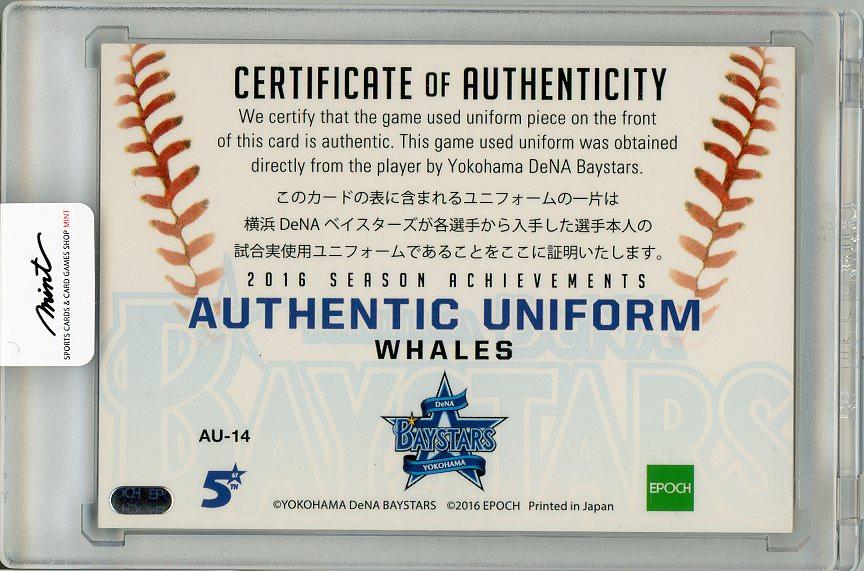 CERTIFICATE OF AUTHENTICITY
We certify that the game used uniform piece on the front
of this card is authentic. This game used uniform was obtained
directly from the player by Yokohama DeNA Baystars.
このカードの表に含まれるユニフォームの一片は
横浜 DeNA ベイスターズが各選手から入手した選手本人の
試合実使用ユニフォームであることをここに証明いたします。
2016 SEASON ACHIEVEMENTS
AUTHENTIC UNIFORM
WHALES
DeNA
BAYSTARS
YOKOHAMA
AU-14
5TH
EPOCH
©YOKOHAMA DeNA BAYSTARS ©2016 EPOCH Printed in Japan
mint
SPORTS CARDS & CARD GAMES SHOP MINT
BAYSTARS